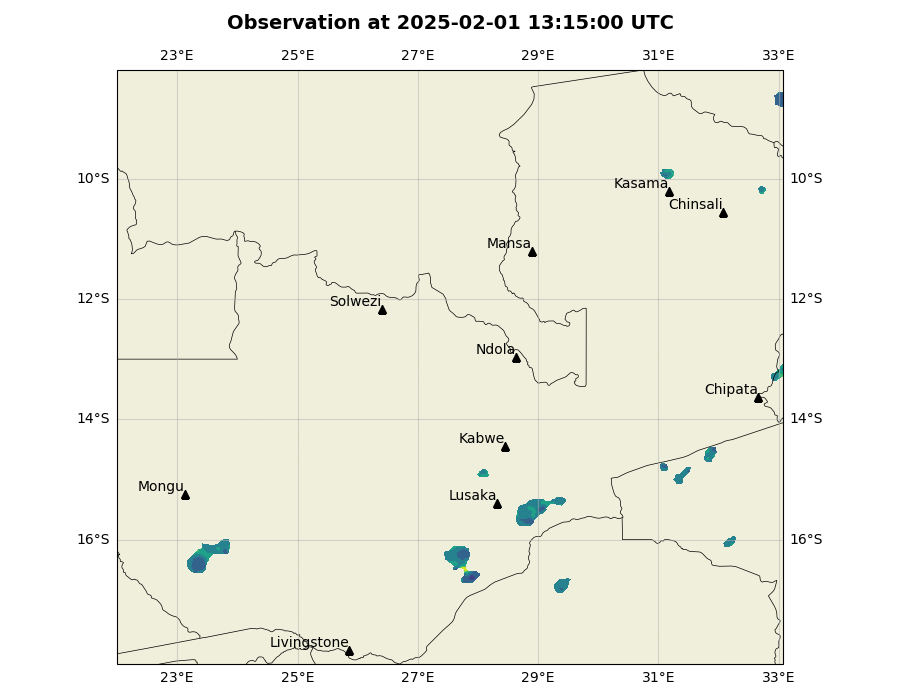 Observation at 2025-02-01 13:15:00 UTC
23°E 25°E 27°E 29°E 31°E 33°E
10°S 10°S
Kasama
Chinsali
Mansa
12°S 12°S
Solwezi
Ndola
Chipata
14°S 14°S
Kabwe
Mongu
Lusaka
16°S 16°S
Livingstone
23°E 25°E 27°E 29°E 31°E 33°E